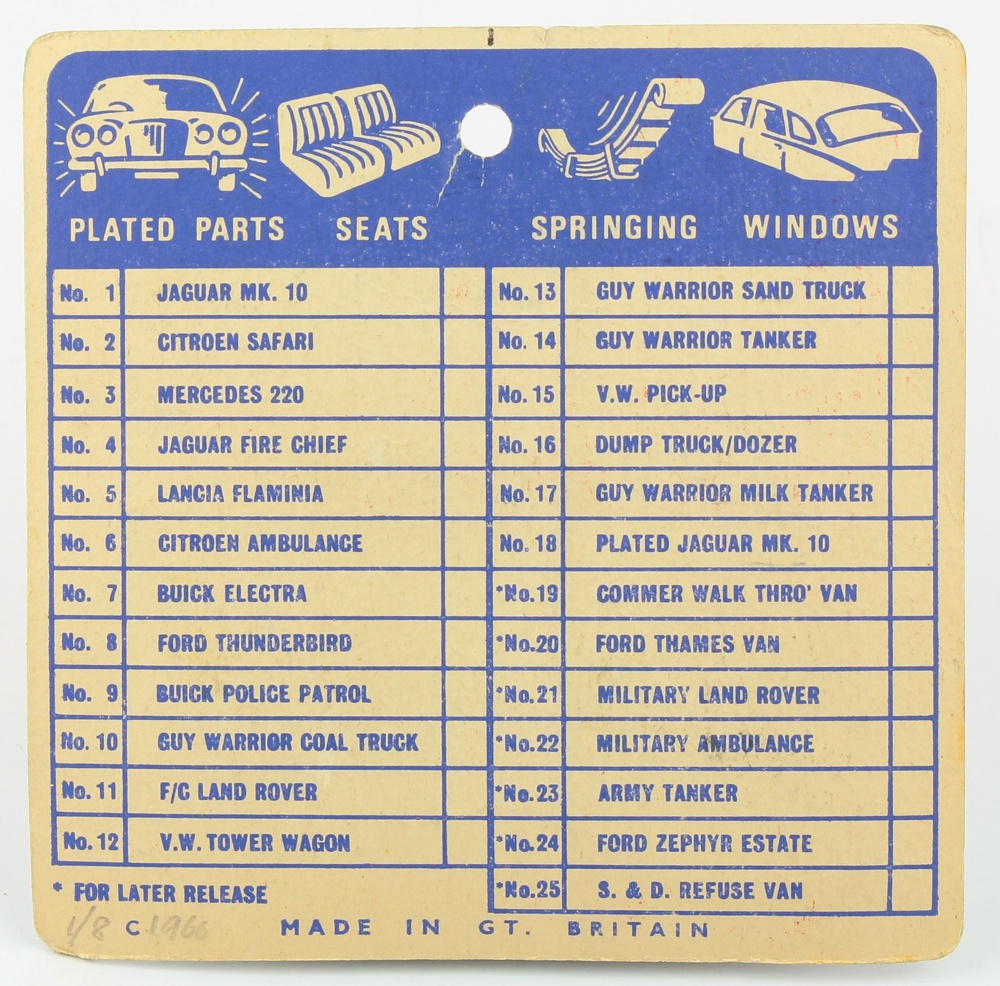 PLATED PARTS SEATS SPRINGING WINDOWS
No. 1 JAGUAR MK. 10
No. 2 CITROEN SAFARI
No. 3 MERCEDES 220
No. 4 JAGUAR FIRE CHIEF
No. 5 LANCIA FLAMINIA
No. 6 CITROEN AMBULANCE
No. 7 BUICK ELECTRA
No. 8 FORD THUNDERBIRD
No. 9 BUICK POLICE PATROL
No. 10 GUY WARRIOR COAL TRUCK
No. 11 F/C LAND ROVER
No. 12 V.W. TOWER WAGON
No. 13 GUY WARRIOR SAND TRUCK
No. 14 GUY WARRIOR TANKER
No. 15 V.W. PICK-UP
No. 16 DUMP TRUCK/DOZER
No. 17 GUY WARRIOR MILK TANKER
No. 18 PLATED JAGUAR MK. 10
*No. 19 COMMER WALK THRO' VAN
*No. 20 FORD THAMES VAN
*No. 21 MILITARY LAND ROVER
*No. 22 MILITARY AMBULANCE
*No. 23 ARMY TANKER
*No. 24 FORD ZEPHYR ESTATE
*No. 25 S. & D. REFUSE VAN
* FOR LATER RELEASE
1/8 C 1966 MADE IN GT. BRITAIN